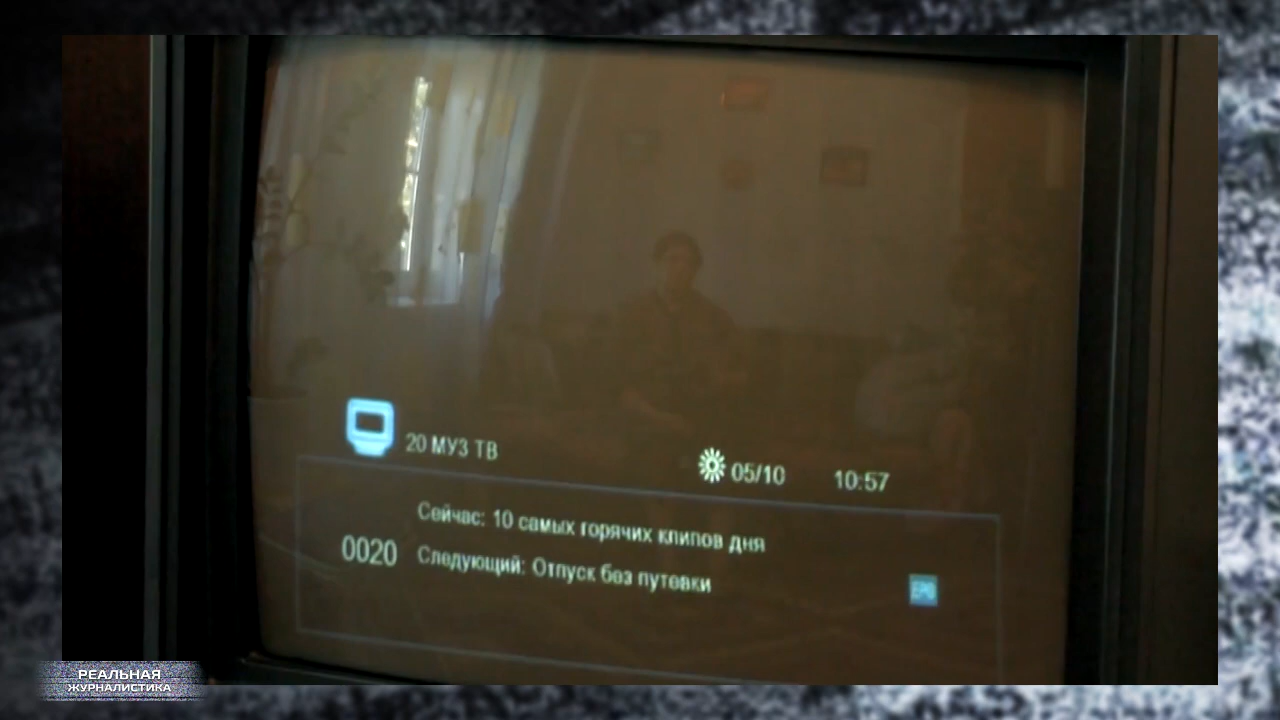 20 МУЗ ТВ
05/10 10:57
Сейчас: 10 самых горячих клипов дня
0020
Следующий: Отпуск без путевки
EPG
РЕАЛЬНАЯ
ЖУРНАЛИСТИКА